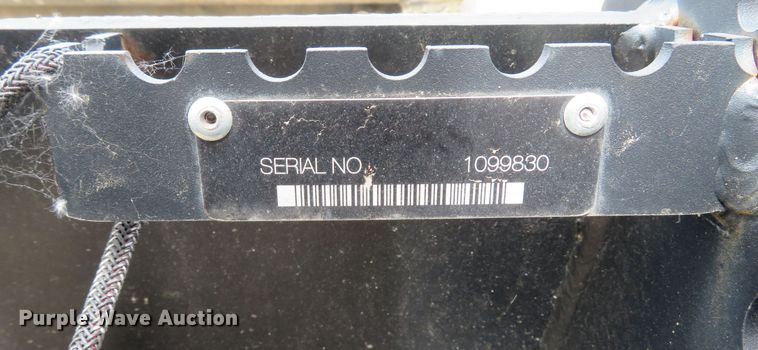 SERIAL NO 1099830
Purple Wave Auction